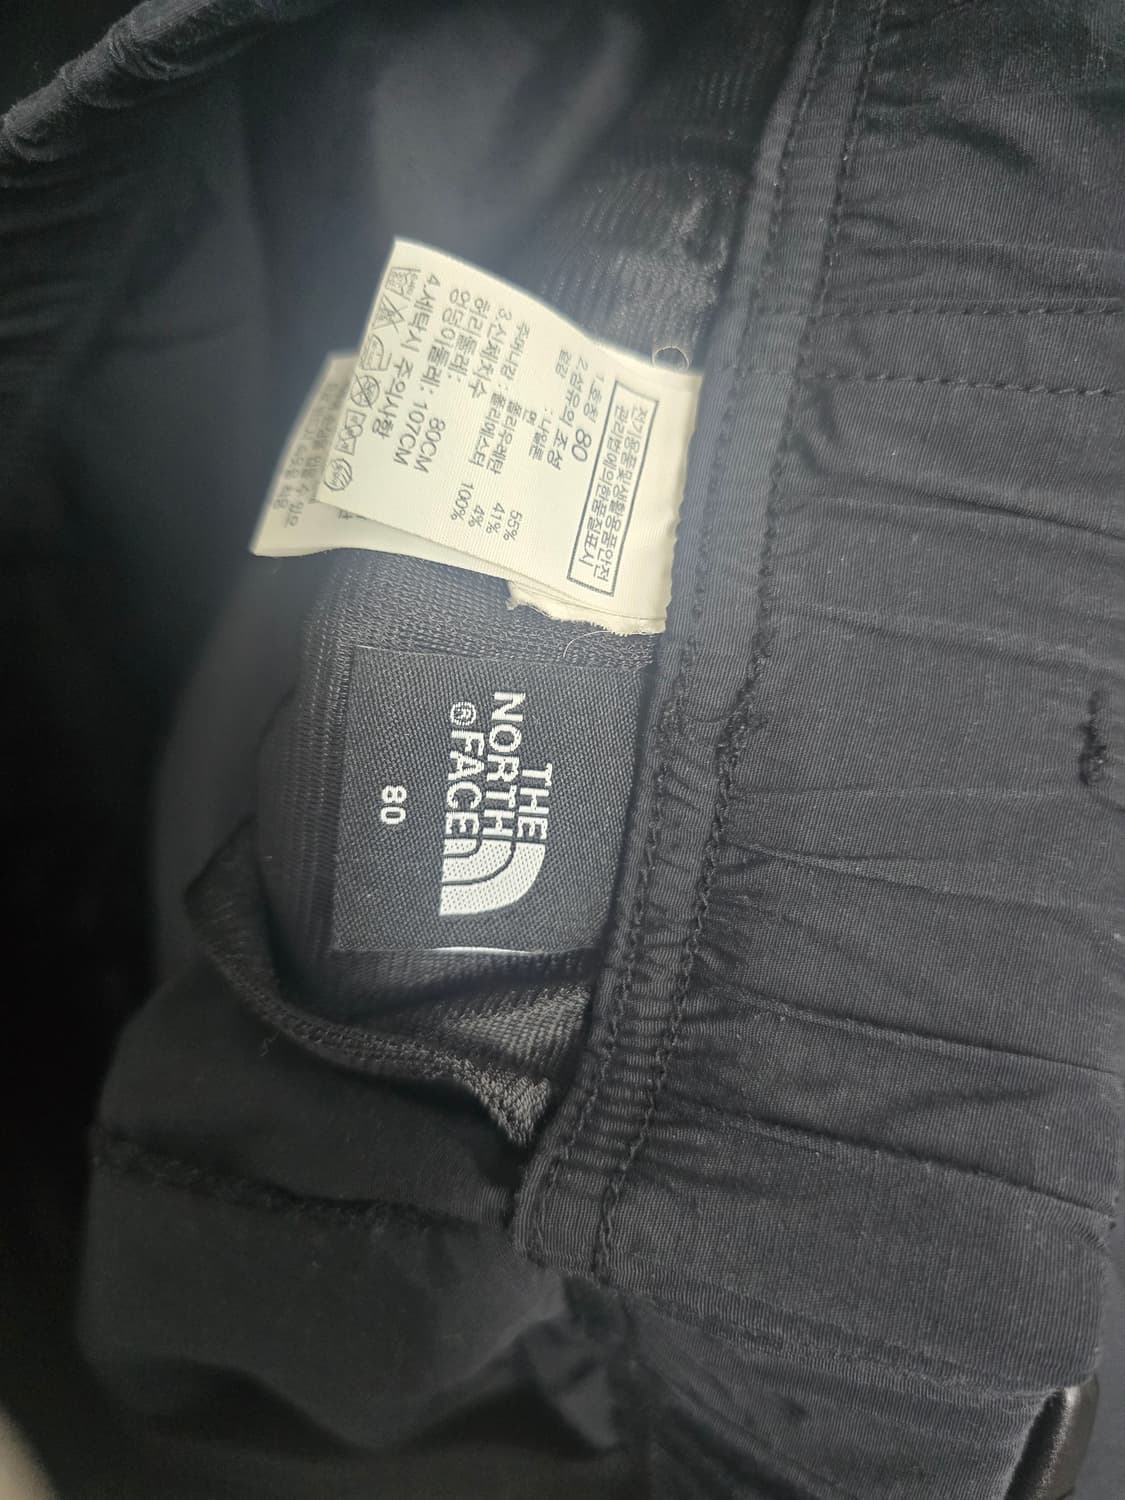 전기용품및생활용품안전
관리법에의한품질표시
1.호칭 80
2.섬유의 조성
겉감 : 나일론 55%
면 41%
폴리우레탄 4%
주머니감 : 폴리에스터 100%
3.신체치수
허리둘레: 80CM
엉덩이둘레: 107CM
4.세탁시 주의사항
THE
NORTH
FACE
®
80